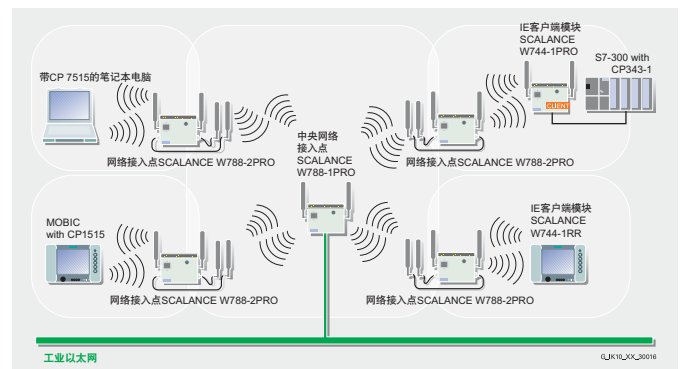 带CP 7515的笔记本电脑
网络接入点SCALANCE W788-2PRO
中央网络
接入点
SCALANCE
W788-1PRO
网络接入点SCALANCE W788-2PRO
IE客户端模块
SCALANCE
W744-1PRO
CLIENT
S7-300 with
CP343-1
MOBIC
with CP1515
网络接入点SCALANCE W788-2PRO
网络接入点SCALANCE W788-2PRO
IE客户端模块
SCALANCE
W744-1RR
工业以太网
G_IK10_XX_30016